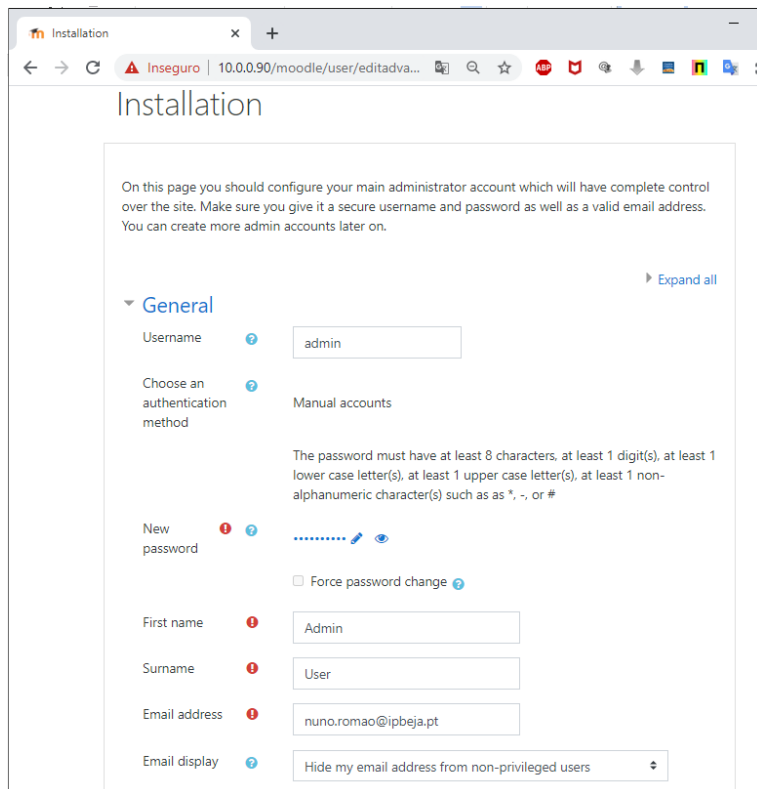 Installation
Inseguro | 10.0.0.90/moodle/user/editadva...
ABP
Installation
On this page you should configure your main administrator account which will have complete control
over the site. Make sure you give it a secure username and password as well as a valid email address.
You can create more admin accounts later on.
Expand all
General
Username
admin
Choose an
authentication
method
Manual accounts
The password must have at least 8 characters, at least 1 digit(s), at least 1
lower case letter(s), at least 1 upper case letter(s), at least 1 non-
alphanumeric character(s) such as as *, -, or #
New
password
••••••••••
Force password change
First name
Admin
Surname
User
Email address
nuno.romao@ipbeja.pt
Email display
Hide my email address from non-privileged users